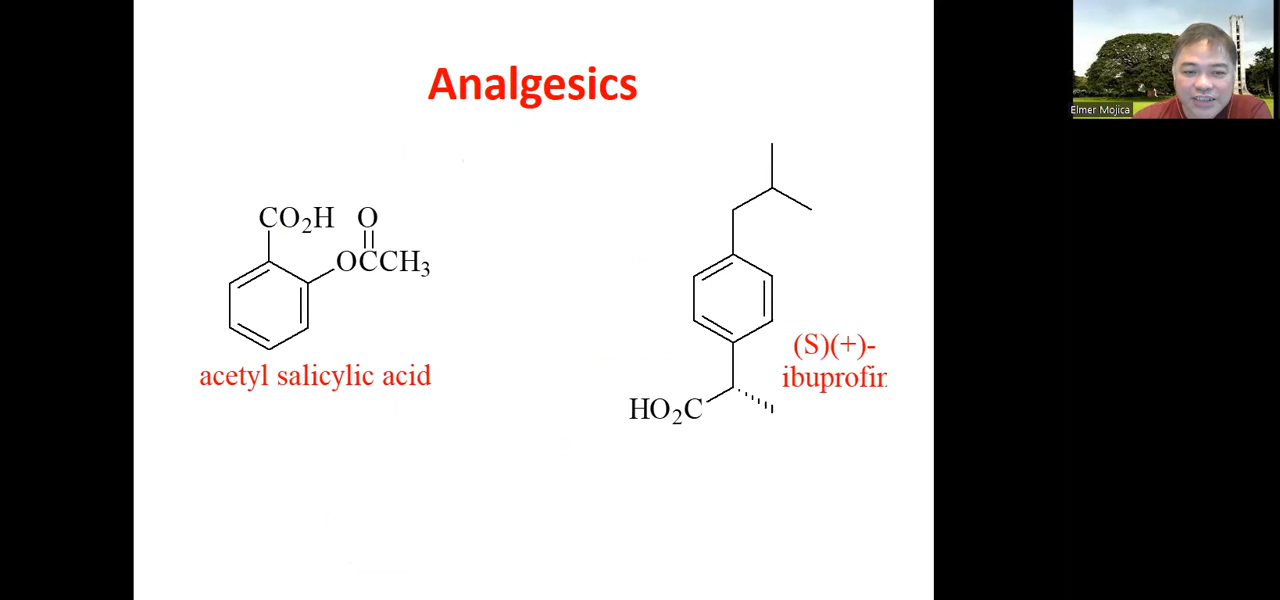 Analgesics
Elmer Mojica
CO₂H O
OCCH₃
acetyl salicylic acid
(S)(+)-
ibuprofin
HO₂C